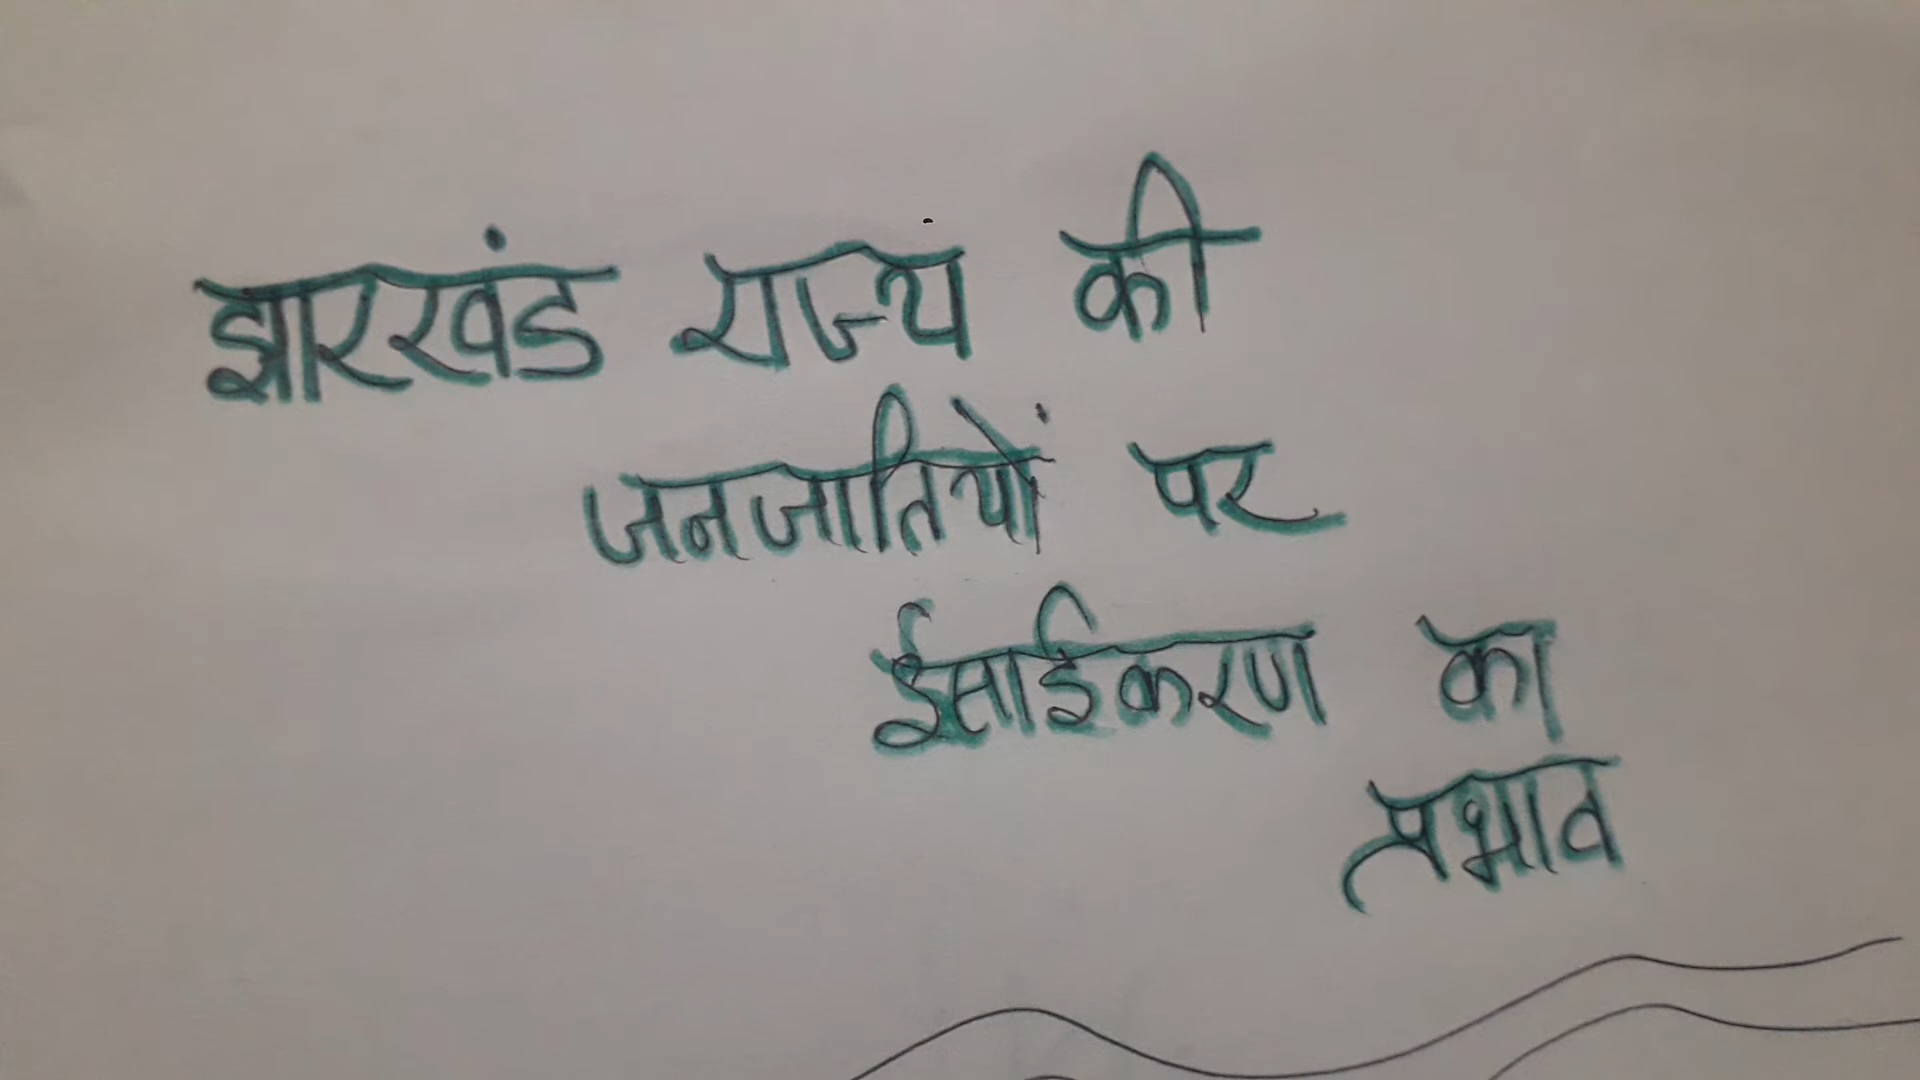 झारखंड राज्य की
जनजातियों पर
ईसाईकरण का
प्रभाव